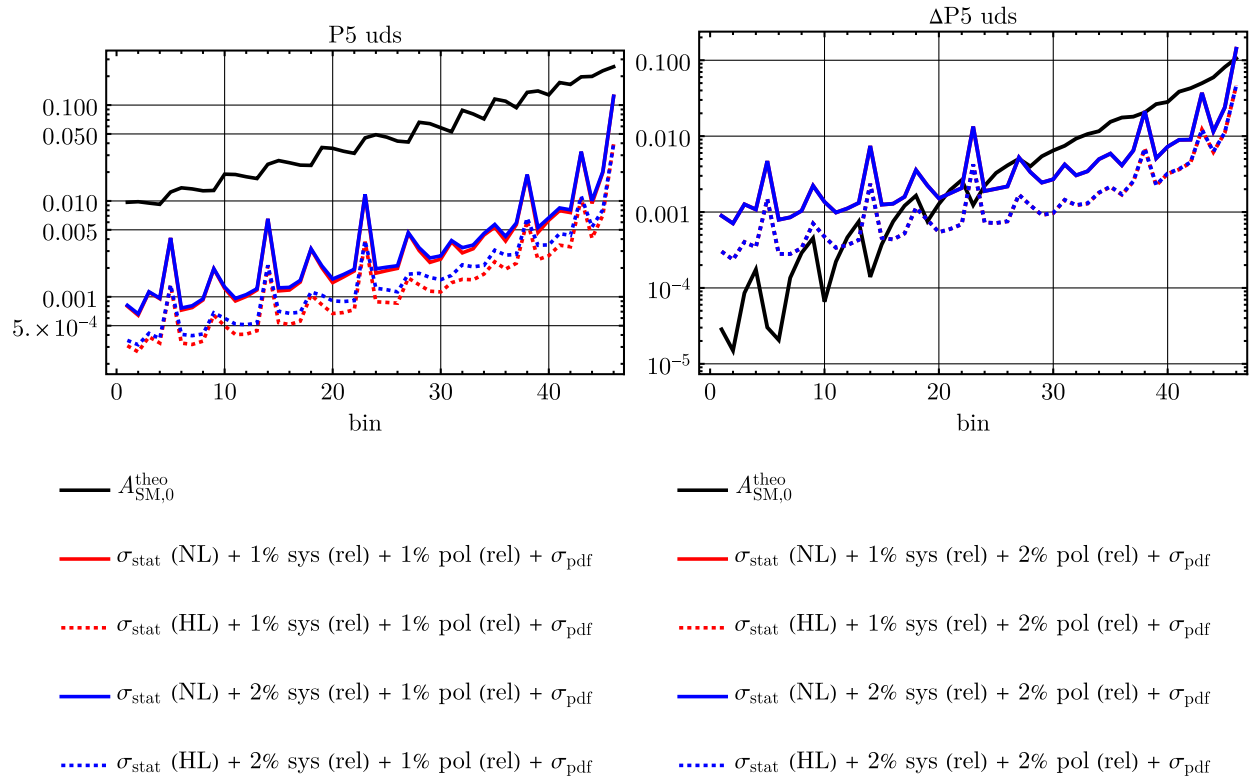 P5 uds
0.100
0.050
0.010
0.005
0.001
5. × 10⁻⁴
0 10 20 30 40
bin
ΔP5 uds
0.100
0.010
0.001
10⁻⁴
10⁻⁵
0 10 20 30 40
bin
A^theo_SM,0
σ_stat (NL) + 1% sys (rel) + 1% pol (rel) + σ_pdf
σ_stat (HL) + 1% sys (rel) + 1% pol (rel) + σ_pdf
σ_stat (NL) + 2% sys (rel) + 1% pol (rel) + σ_pdf
σ_stat (HL) + 2% sys (rel) + 1% pol (rel) + σ_pdf
A^theo_SM,0
σ_stat (NL) + 1% sys (rel) + 2% pol (rel) + σ_pdf
σ_stat (HL) + 1% sys (rel) + 2% pol (rel) + σ_pdf
σ_stat (NL) + 2% sys (rel) + 2% pol (rel) + σ_pdf
σ_stat (HL) + 2% sys (rel) + 2% pol (rel) + σ_pdf